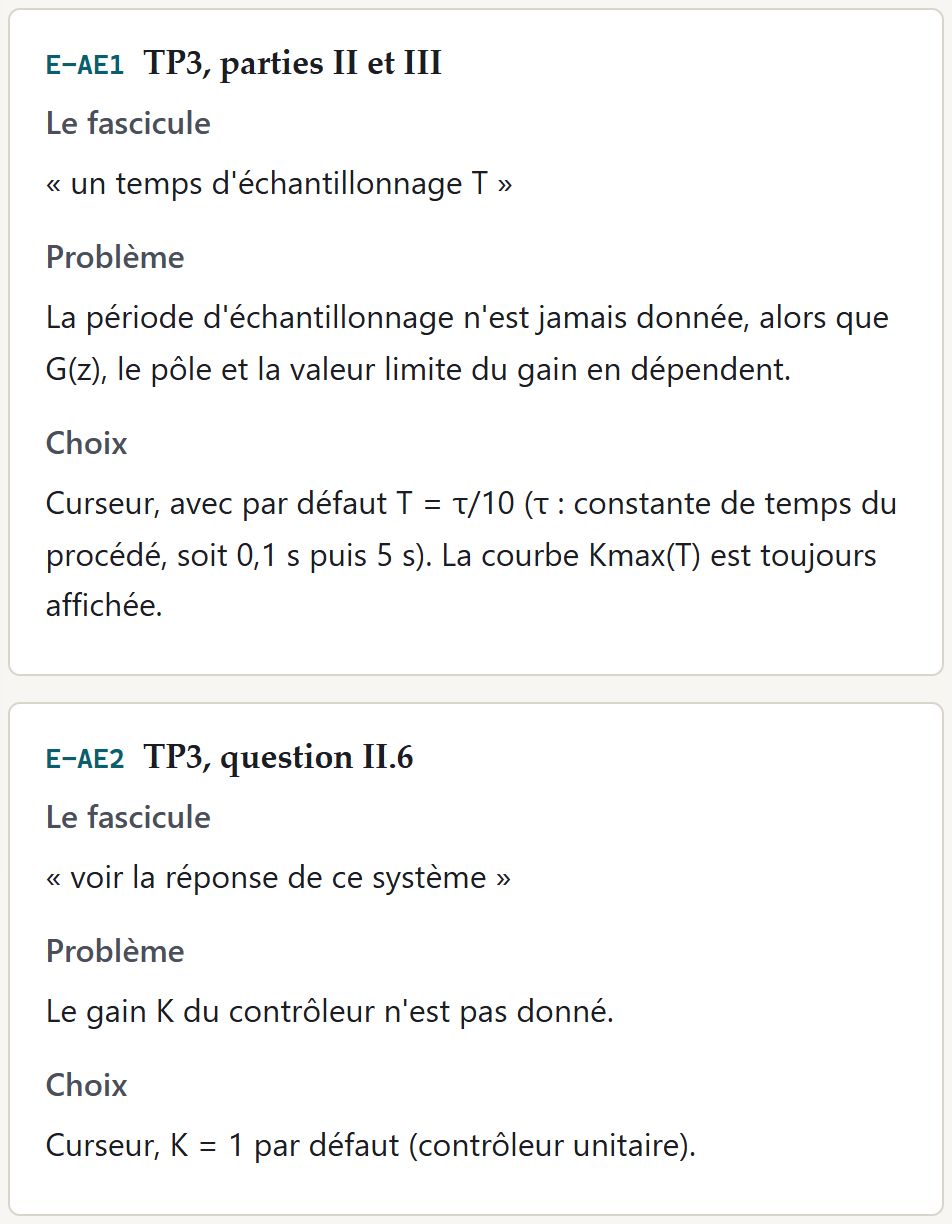 E–AE1 TP3, parties II et III
Le fascicule
« un temps d'échantillonnage T »
Problème
La période d'échantillonnage n'est jamais donnée, alors que
G(z), le pôle et la valeur limite du gain en dépendent.
Choix
Curseur, avec par défaut T = τ/10 (τ : constante de temps du
procédé, soit 0,1 s puis 5 s). La courbe Kmax(T) est toujours
affichée.
E–AE2 TP3, question II.6
Le fascicule
« voir la réponse de ce système »
Problème
Le gain K du contrôleur n'est pas donné.
Choix
Curseur, K = 1 par défaut (contrôleur unitaire).